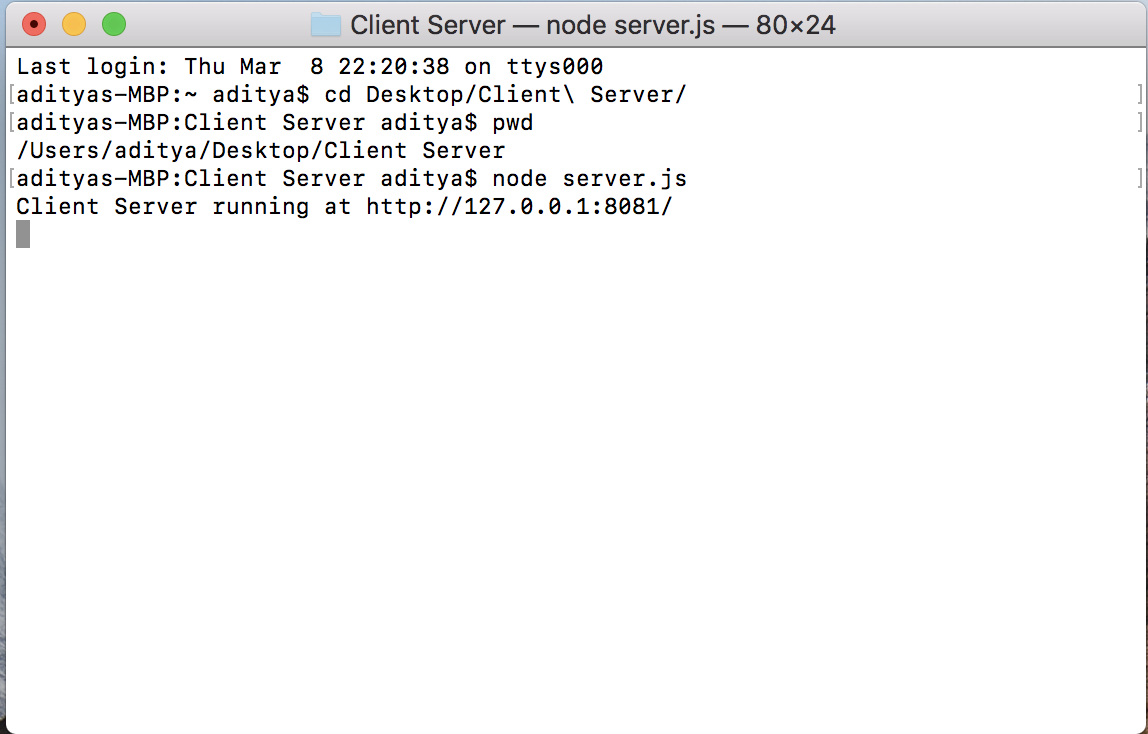 Client Server — node server.js — 80×24
Last login: Thu Mar  8 22:20:38 on ttys000
[adityas-MBP:~ aditya$ cd Desktop/Client\ Server/ ]
[adityas-MBP:Client Server aditya$ pwd ]
/Users/aditya/Desktop/Client Server
[adityas-MBP:Client Server aditya$ node server.js ]
Client Server running at http://127.0.0.1:8081/